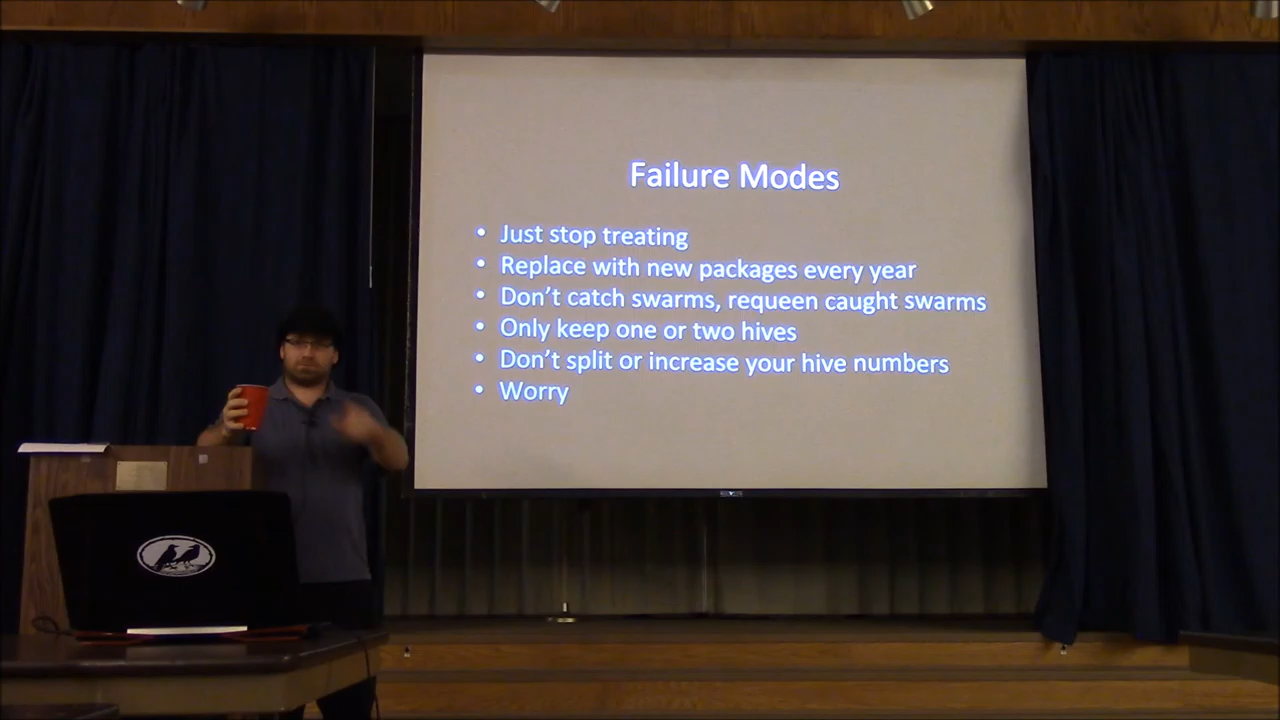 Failure Modes
• Just stop treating
• Replace with new packages every year
• Don't catch swarms, requeen caught swarms
• Only keep one or two hives
• Don't split or increase your hive numbers
• Worry